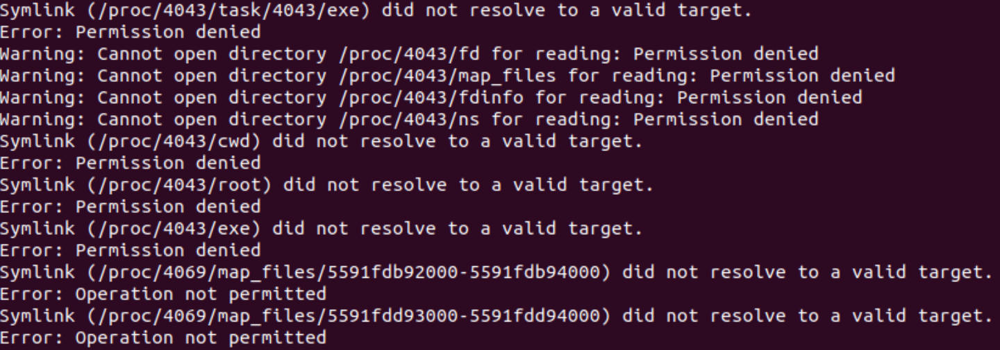 Symlink (/proc/4043/task/4043/exe) did not resolve to a valid target.
Error: Permission denied
Warning: Cannot open directory /proc/4043/fd for reading: Permission denied
Warning: Cannot open directory /proc/4043/map_files for reading: Permission denied
Warning: Cannot open directory /proc/4043/fdinfo for reading: Permission denied
Warning: Cannot open directory /proc/4043/ns for reading: Permission denied
Symlink (/proc/4043/cwd) did not resolve to a valid target.
Error: Permission denied
Symlink (/proc/4043/root) did not resolve to a valid target.
Error: Permission denied
Symlink (/proc/4043/exe) did not resolve to a valid target.
Error: Permission denied
Symlink (/proc/4069/map_files/5591fdb92000-5591fdb94000) did not resolve to a valid target.
Error: Operation not permitted
Symlink (/proc/4069/map_files/5591fdd93000-5591fdd94000) did not resolve to a valid target.
Error: Operation not permitted